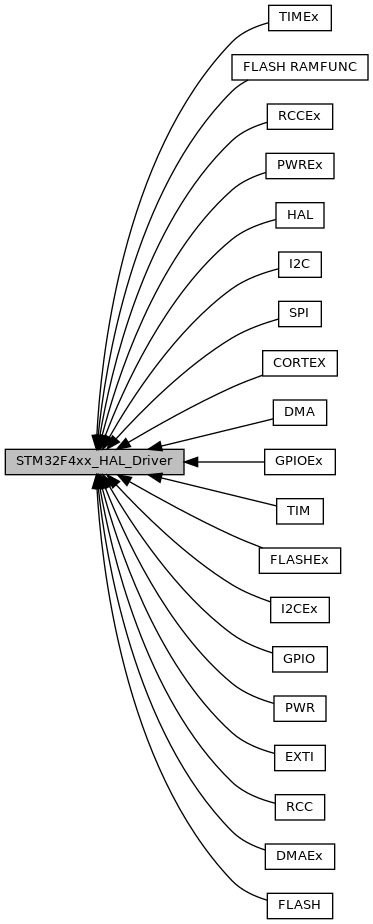 TIMEx
FLASH RAMFUNC
RCCEx
PWREx
HAL
I2C
SPI
CORTEX
DMA
STM32F4xx_HAL_Driver
GPIOEx
TIM
FLASHEx
I2CEx
GPIO
PWR
EXTI
RCC
DMAEx
FLASH